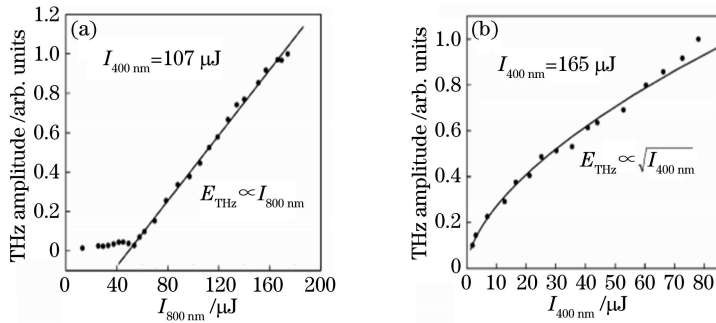 (a)
I400 nm=107 μJ
ETHz∝I800 nm
THz amplitude /arb. units
1.2
1.0
0.8
0.6
0.4
1.2
0
0
40
80
120
160
200
I800 nm /μJ
(b)
I400 nm=165 μJ
ETHz∝√I400 nm
THz amplitude /arb. units
1.0
0.8
0.6
0.4
0.2
0
0
10
20
30
40
50
60
70
80
I400 nm /μJ